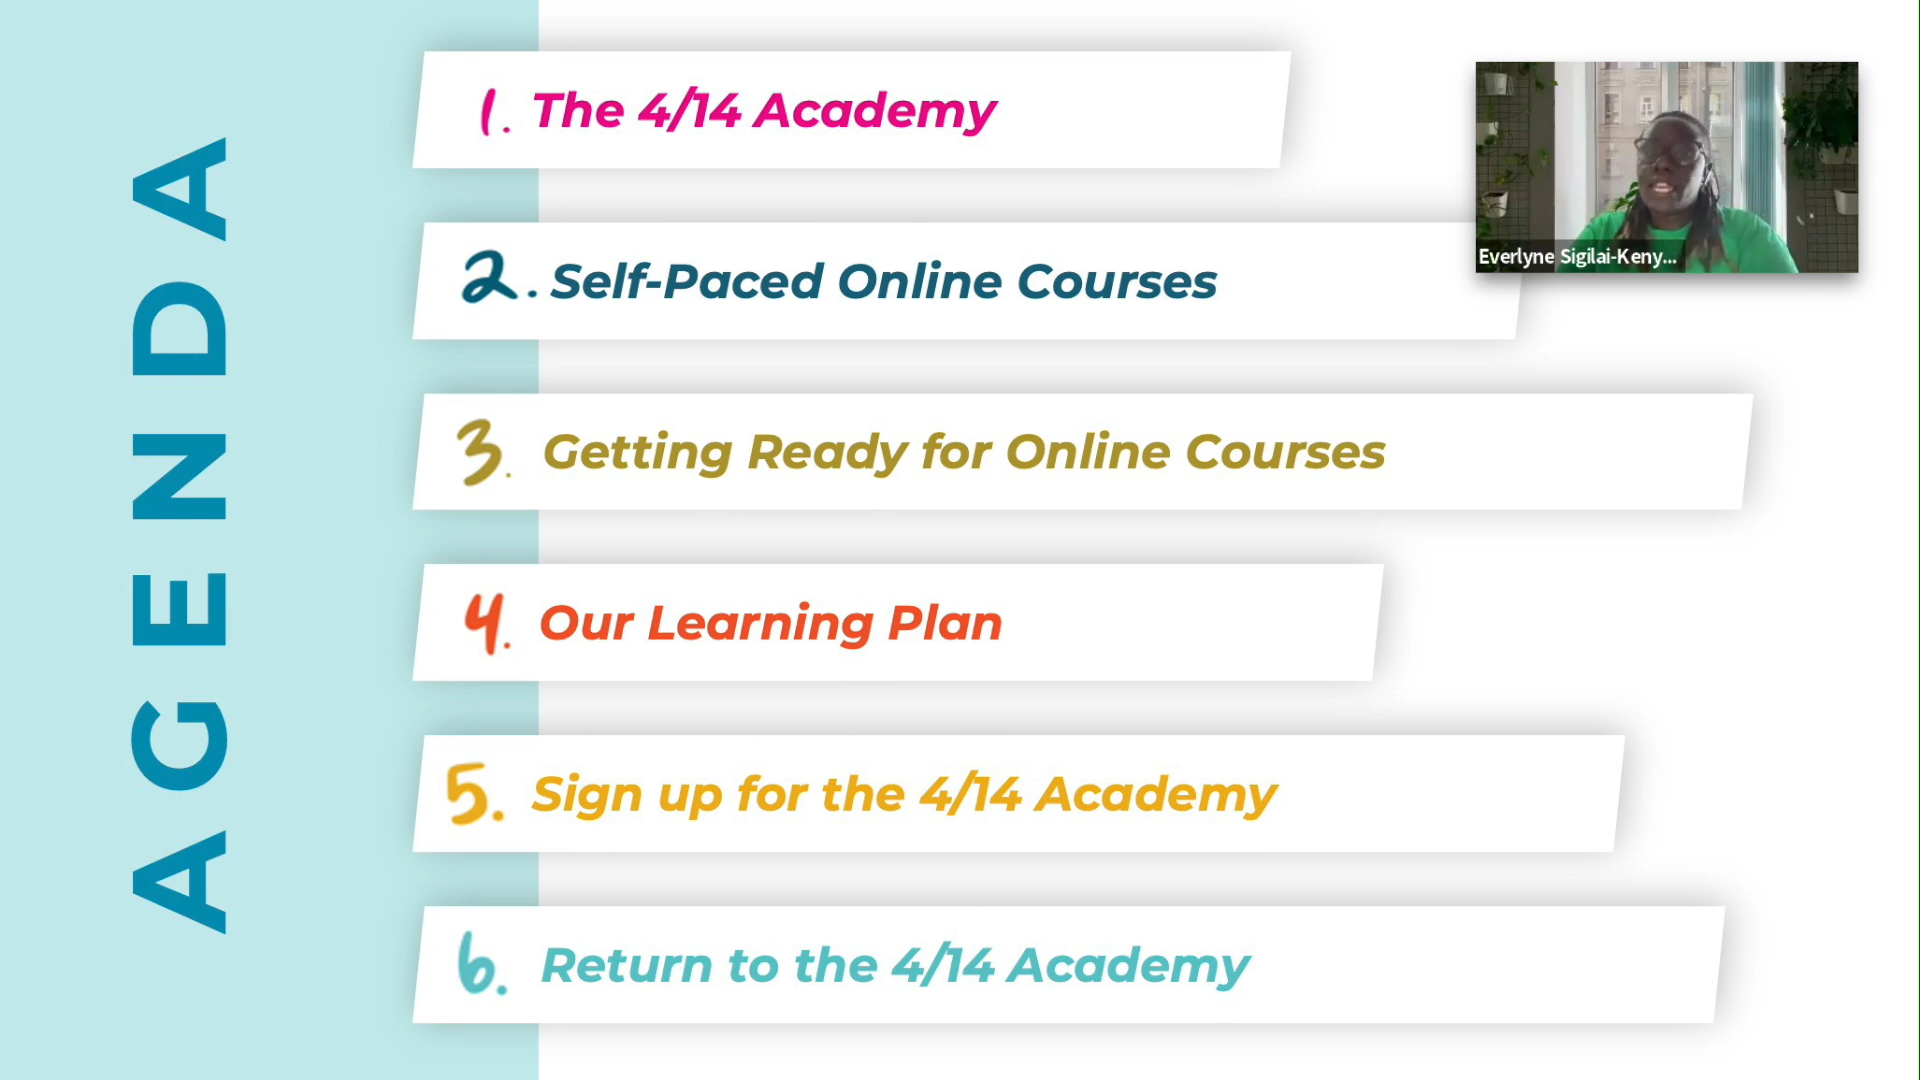 AGENDA
1. The 4/14 Academy
2. Self-Paced Online Courses
3. Getting Ready for Online Courses
4. Our Learning Plan
5. Sign up for the 4/14 Academy
6. Return to the 4/14 Academy
Everlyne Sigilai-Keny...